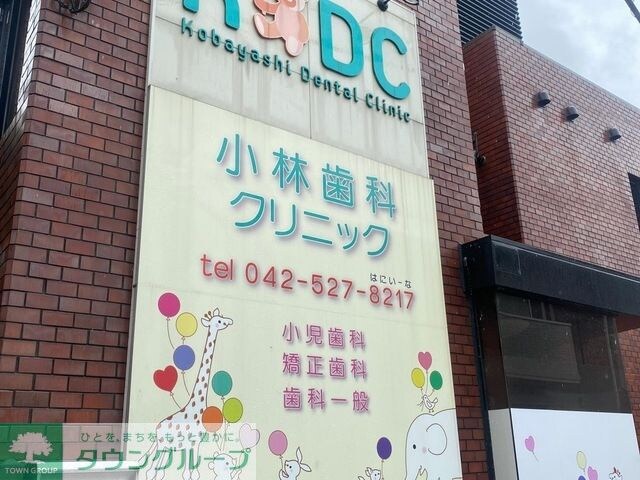 DC
Kobayashi Dental Clinic
小林歯科
クリニック
はにいーな
tel 042-527-8217
小児歯科
矯正歯科
歯科一般
ひとを、まちを、もっと豊かに。
タウングループ
TOWN GROUP